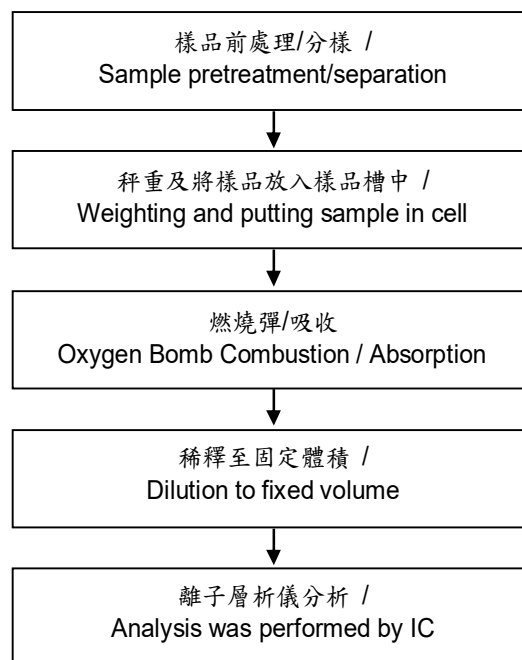 樣品前處理/分樣 /
Sample pretreatment/separation
秤重及將樣品放入樣品槽中 /
Weighting and putting sample in cell
燃燒彈/吸收
Oxygen Bomb Combustion / Absorption
稀釋至固定體積 /
Dilution to fixed volume
離子層析儀分析 /
Analysis was performed by IC